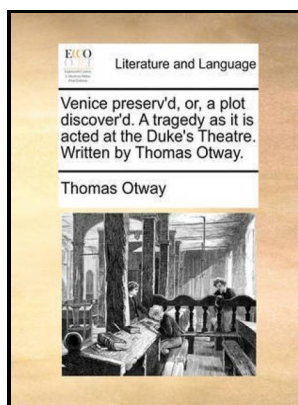 ECCO
Literature and Language
Venice preserv'd, or, a plot
discover'd. A tragedy as it is
acted at the Duke's Theatre.
Written by Thomas Otway.
Thomas Otway